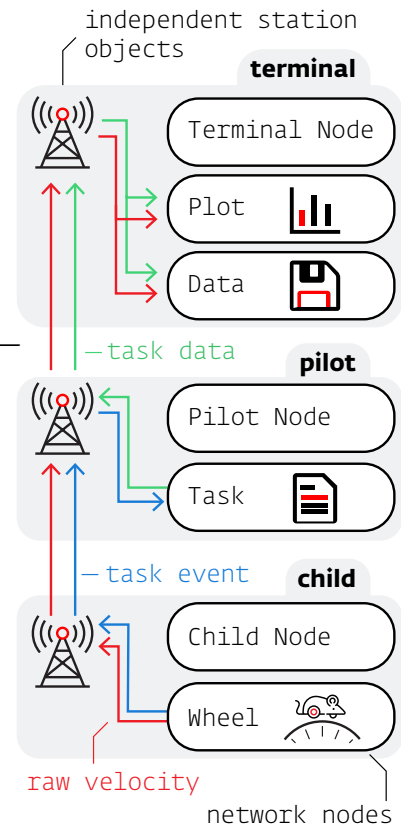 independent station
objects
terminal
Terminal Node
Plot
Data
task data
pilot
Pilot Node
Task
task event
child
Child Node
Wheel
raw velocity
network nodes